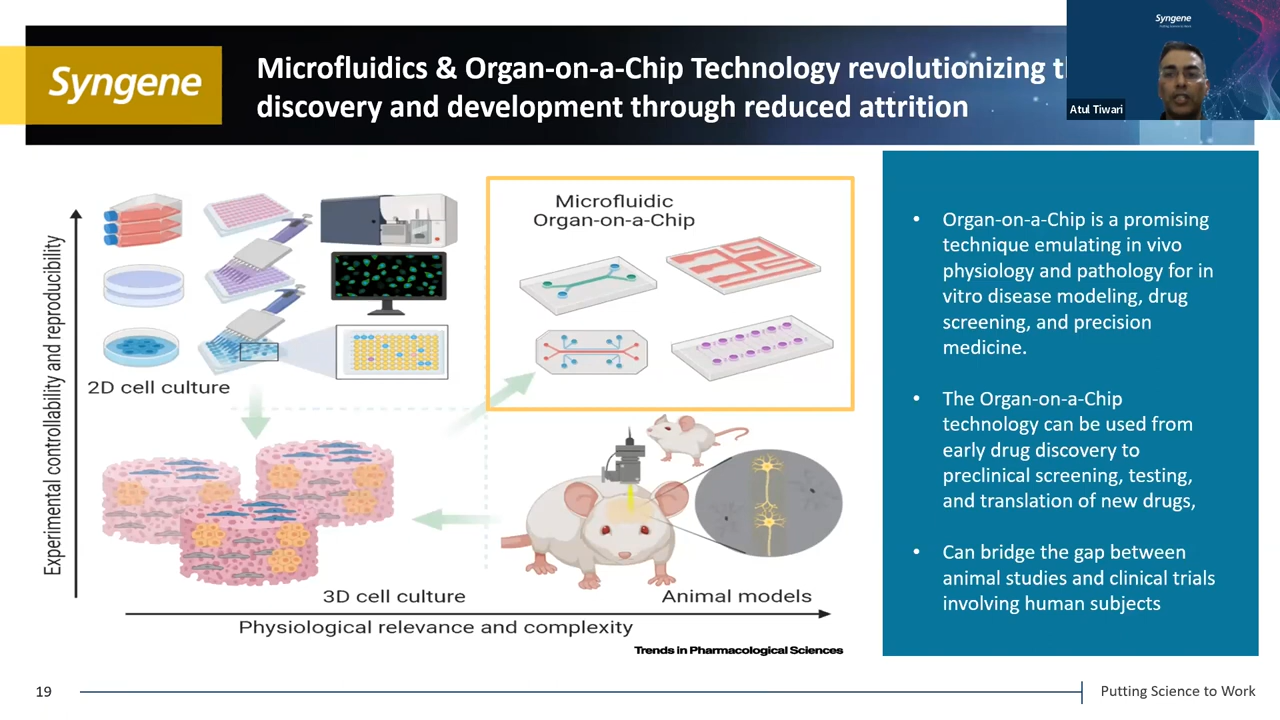 Syngene
Microfluidics & Organ-on-a-Chip Technology revolutionizing
discovery and development through reduced attrition
Syngene
Atul Tiwari
Experimental controllability and reproducibility
2D cell culture
Microfluidic
Organ-on-a-Chip
3D cell culture
Animal models
Physiological relevance and complexity
Trends in Pharmacological Sciences
• Organ-on-a-Chip is a promising
technique emulating in vivo
physiology and pathology for in
vitro disease modeling, drug
screening, and precision
medicine.
• The Organ-on-a-Chip
technology can be used from
early drug discovery to
preclinical screening, testing,
and translation of new drugs,
• Can bridge the gap between
animal studies and clinical trials
involving human subjects
19
Putting Science to Work